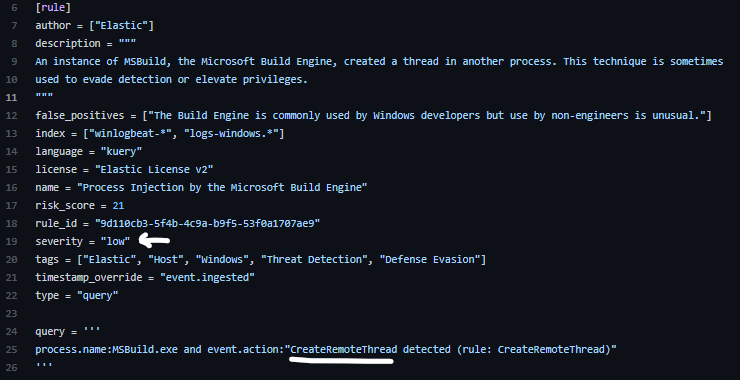 6 [rule]
7 author = ["Elastic"]
8 description = """
9 An instance of MSBuild, the Microsoft Build Engine, created a thread in another process. This technique is sometimes
10 used to evade detection or elevate privileges.
11 """
12 false_positives = ["The Build Engine is commonly used by Windows developers but use by non-engineers is unusual."]
13 index = ["winlogbeat-*", "logs-windows.*"]
14 language = "kuery"
15 license = "Elastic License v2"
16 name = "Process Injection by the Microsoft Build Engine"
17 risk_score = 21
18 rule_id = "9d110cb3-5f4b-4c9a-b9f5-53f0a1707ae9"
19 severity = "low"
20 tags = ["Elastic", "Host", "Windows", "Threat Detection", "Defense Evasion"]
21 timestamp_override = "event.ingested"
22 type = "query"
23
24 query = '''
25 process.name:MSBuild.exe and event.action:"CreateRemoteThread detected (rule: CreateRemoteThread)"
26 '''